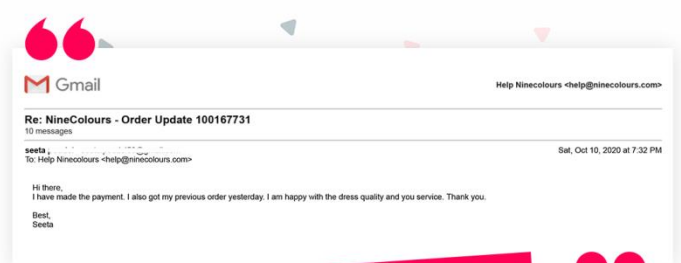 Gmail
Help Ninecolours <help@ninecolours.com>
Re: NineColours - Order Update 100167731
10 messages
seeta
Sat, Oct 10, 2020 at 7:32 PM
To: Help Ninecolours <help@ninecolours.com>
Hi there,
I have made the payment. I also got my previous order yesterday. I am happy with the dress quality and you service. Thank you.
Best,
Seeta